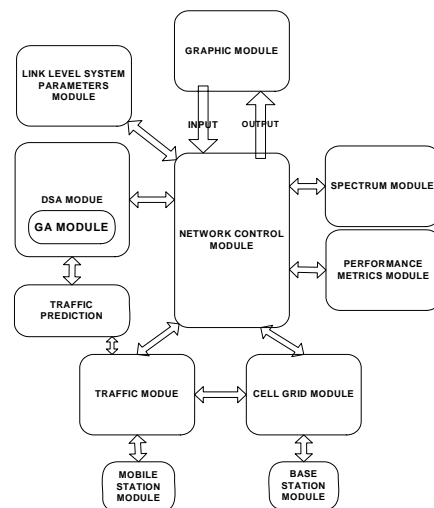 GRAPHIC MODULE
LINK LEVEL SYSTEM
PARAMETERS
MODULE
INPUT
OUTPUT
DSA MODUE
GA MODULE
NETWORK CONTROL
MODULE
SPECTRUM MODULE
PERFORMANCE
METRICS MODULE
TRAFFIC
PREDICTION
TRAFFIC MODUE
CELL GRID MODULE
MOBILE
STATION
MODULE
BASE
STATION
MODULE